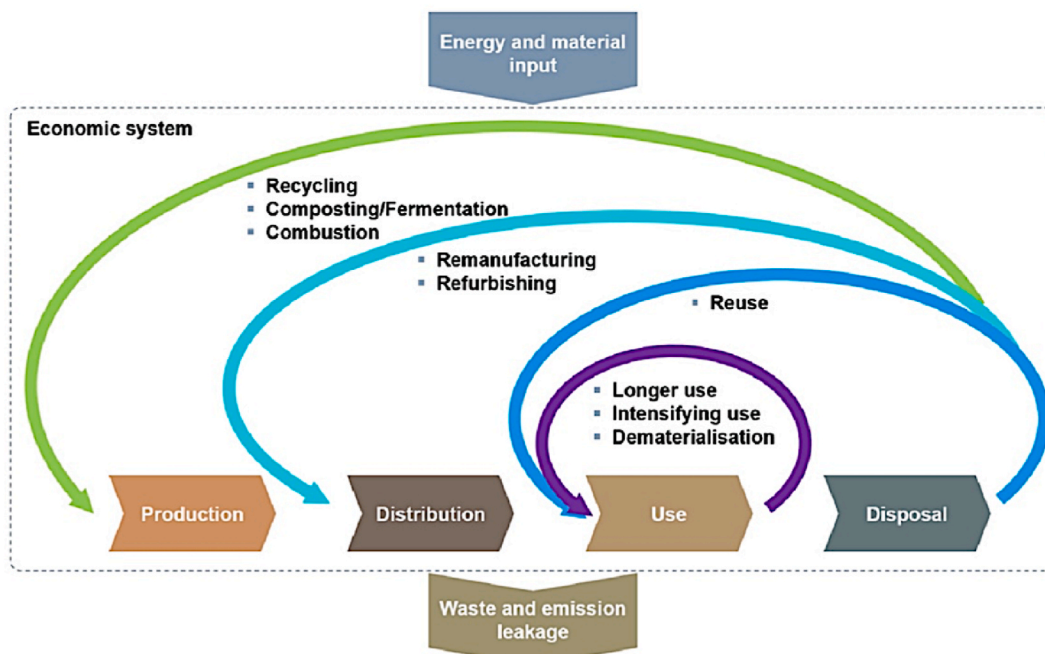 Energy and material
input
Economic system
Recycling
Composting/Fermentation
Combustion
Remanufacturing
Refurbishing
Reuse
Longer use
Intensifying use
Dematerialisation
Production
Distribution
Use
Disposal
Waste and emission
leakage